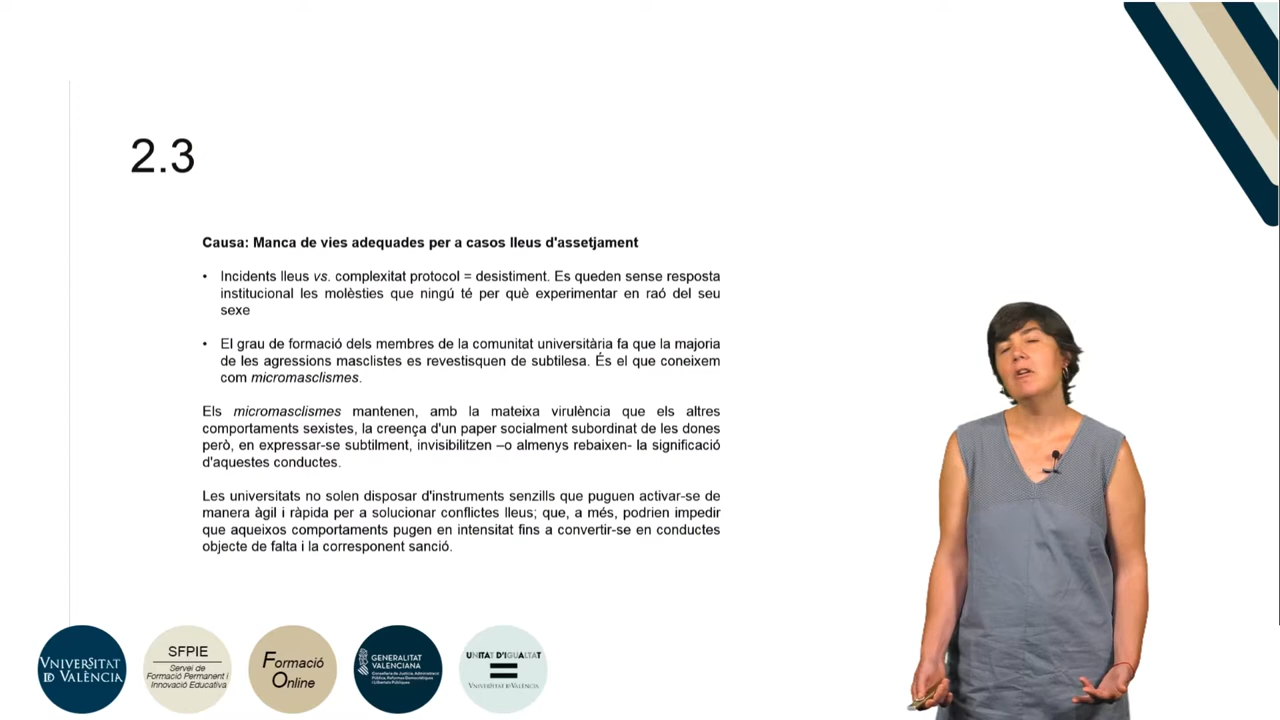 2.3
Causa: Manca de vies adequades per a casos lleus d'assetjament
• Incidents lleus vs. complexitat protocol = desistiment. Es queden sense resposta
institucional les molèsties que ningú té per què experimentar en raó del seu
sexe
• El grau de formació dels membres de la comunitat universitària fa que la majoria
de les agressions masclistes es revestisquen de subtilesa. És el que coneixem
com micromasclismes.
Els micromasclismes mantenen, amb la mateixa virulència que els altres
comportaments sexistes, la creença d'un paper socialment subordinat de les dones
però, en expressar-se subtilment, invisibilitzen –o almenys rebaixen- la significació
d'aquestes conductes.
Les universitats no solen disposar d'instruments senzills que puguen activar-se de
manera àgil i ràpida per a solucionar conflictes lleus; que, a més, podrien impedir
que aqueixos comportaments pugen en intensitat fins a convertir-se en conductes
objecte de falta i la corresponent sanció.
VNIVERSITAT
ID VALÈNCIA
SFPIE
Servei de
Formació Permanent i
Innovació Educativa
Formació
Online
GENERALITAT
VALENCIANA
UNITAT D'IGUALTAT
VNIVERSITAT ID VALÈNCIA